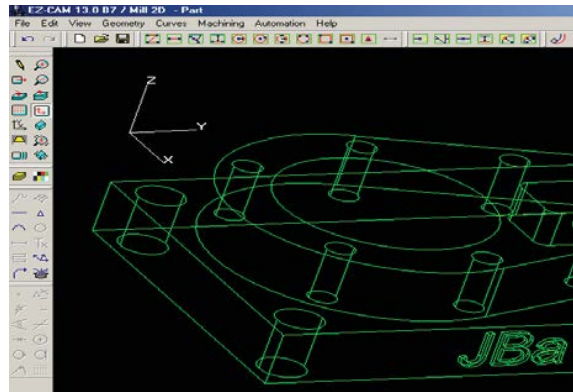 EZ-CAM 13.0 B7 / Mill 2D - Part
File Edit View Geometry Curves Machining Automation Help
Z
Y
X
JBa